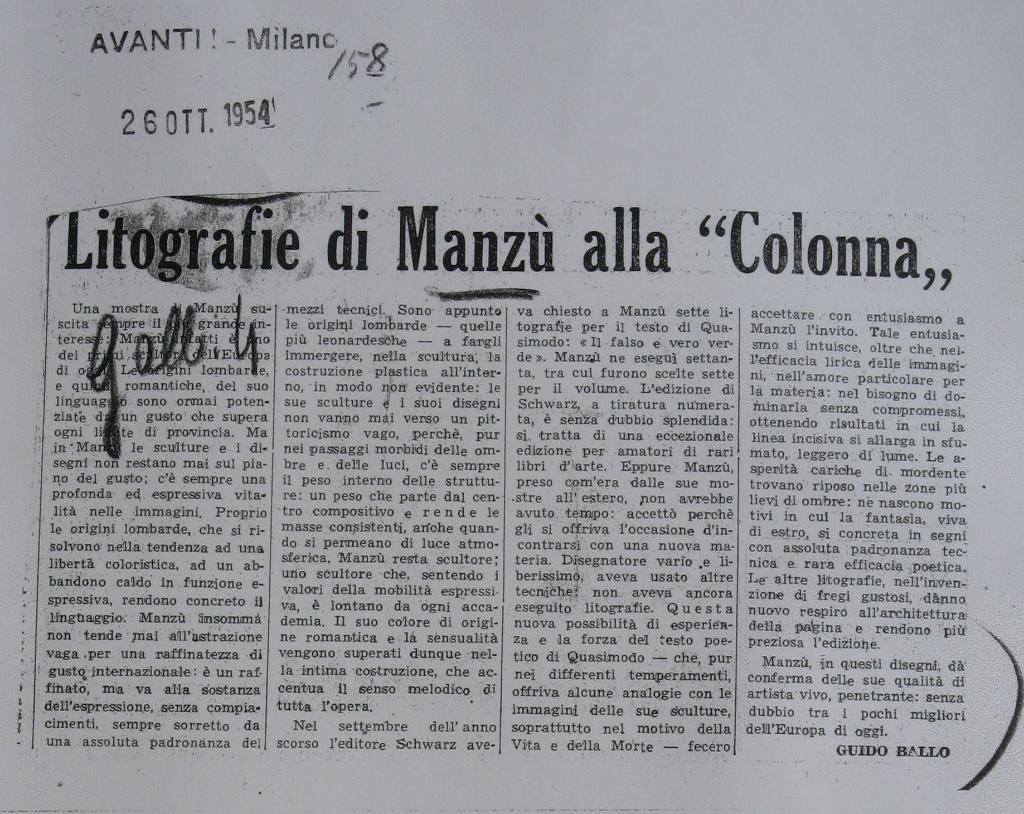 AVANTI! - Milano
158
26 OTT. 1954
Litografie di Manzù alla “Colonna„
Una mostra di Manzù su-
scita sempre il più grande in-
teresse: Manzù infatti è uno
dei primi scultori dell'Europa
di oggi. Le origini lombarde,
e quelle romantiche, del suo
linguaggio sono ormai poten-
ziate da un gusto che supera
ogni limite di provincia. Ma
in Manzù le sculture e i di-
segni non restano mai sul pia-
no del gusto; c'è sempre una
profonda ed espressiva vita-
lità nelle immagini. Proprio
le origini lombarde, che si ri-
solvono nella tendenza ad una
libertà coloristica, ad un ab-
bandono caldo in funzione e-
spressiva, rendono concreto il
linguaggio. Manzù insomma
non tende mai all'astrazione
vaga per una raffinatezza di
gusto internazionale: è un raf-
finato, ma va alla sostanza
dell'espressione, senza compia-
cimenti, sempre sorretto da
una assoluta padronanza dei
mezzi tecnici. Sono appunto
le origini lombarde — quelle
più leonardesche — a fargli
immergere, nella scultura, la
costruzione plastica all'inter-
no, in modo non evidente: le
sue sculture e i suoi disegni
non vanno mai verso un pit-
toricismo vago, perchè, pur
nei passaggi morbidi delle om-
bre e delle luci, c'è sempre
il peso interno delle struttu-
re: un peso che parte dal cen-
tro compositivo e rende le
masse consistenti, anche quan-
do si permeano di luce atmo-
sferica. Manzù resta scultore;
uno scultore che, sentendo i
valori della mobilità espressi-
va, è lontano da ogni acca-
demia. Il suo colore di origi-
ne romantica e la sensualità
vengono superati dunque nel-
la intima costruzione, che ac-
centua il senso melodico di
tutta l'opera.
Nel settembre dell'anno
scorso l'editore Schwarz ave-
va chiesto a Manzù sette li-
tografie per il testo di Qua-
simodo: « Il falso e vero ver-
de ». Manzù ne eseguì settan-
ta, tra cui furono scelte sette
per il volume. L'edizione di
Schwarz, a tiratura numera-
ta, è senza dubbio splendida:
si tratta di una eccezionale
edizione per amatori di rari
libri d'arte. Eppure Manzù,
preso com'era dalle sue mo-
stre all'estero, non avrebbe
avuto tempo: accettò perchè
gli si offriva l'occasione d'in-
contrarsi con una nuova ma-
teria. Disegnatore vario e li-
berissimo, aveva usato altre
tecniche: non aveva ancora
eseguito litografie. Questa
nuova possibilità di esperien-
za e la forza del testo poe-
tico di Quasimodo — che, pur
nei differenti temperamenti,
offriva alcune analogie con le
immagini delle sue sculture,
soprattutto nel motivo della
Vita e della Morte — fecero
accettare con entusiasmo a
Manzù l'invito. Tale entusia-
smo si intuisce, oltre che nel-
l'efficacia lirica delle immagi-
ni, nell'amore particolare per
la materia: nel bisogno di do-
minarla senza compromessi,
ottenendo risultati in cui la
linea incisiva si allarga in sfu-
mato, leggero di lume. Le a-
sperità cariche di mordente
trovano riposo nelle zone più
lievi di ombre: ne nascono mo-
tivi in cui la fantasia, viva
di estro, si concreta in segni
con assoluta padronanza tec-
nica e rara efficacia poetica.
Le altre litografie, nell'inven-
zione di fregi gustosi, dànno
nuovo respiro all'architettura
della pagina e rendono più
preziosa l'edizione.
Manzù, in questi disegni, dà
conferma delle sue qualità di
artista vivo, penetrante: senza
dubbio tra i pochi migliori
dell'Europa di oggi.
GUIDO BALLO